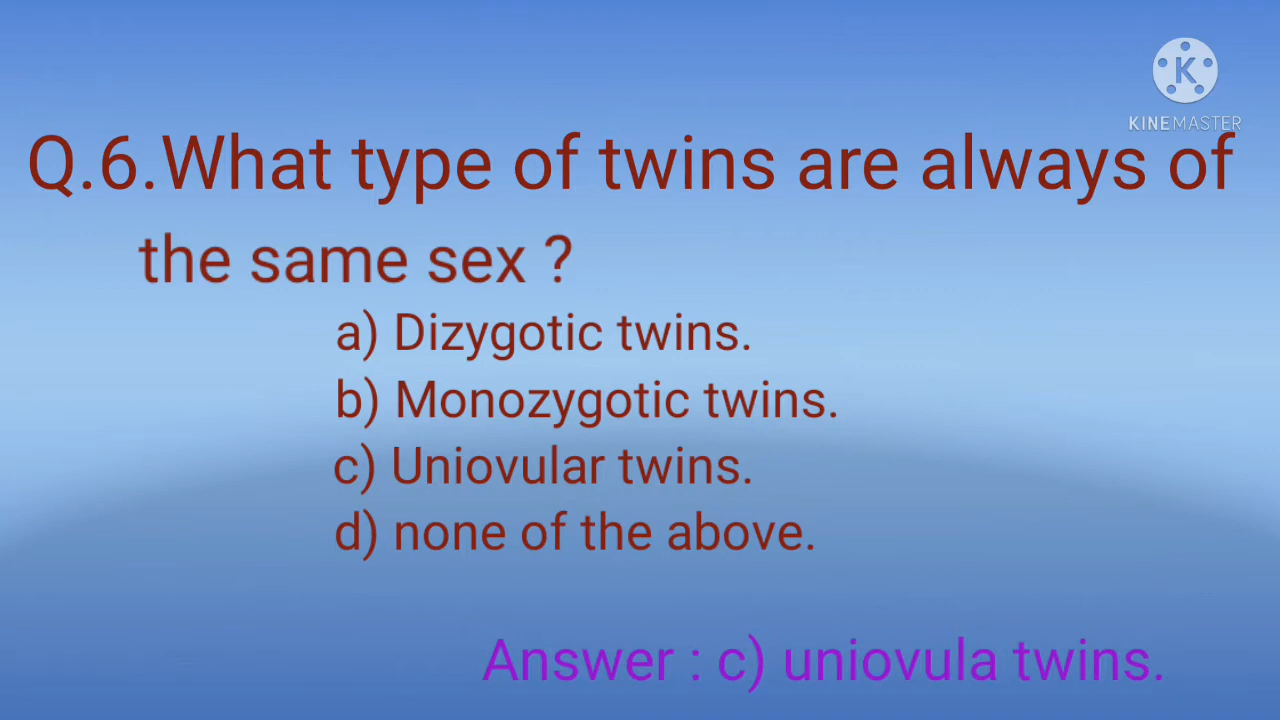 K
KINEMASTER
Q.6.What type of twins are always of
the same sex ?
a) Dizygotic twins.
b) Monozygotic twins.
c) Uniovular twins.
d) none of the above.
Answer : c) uniovula twins.